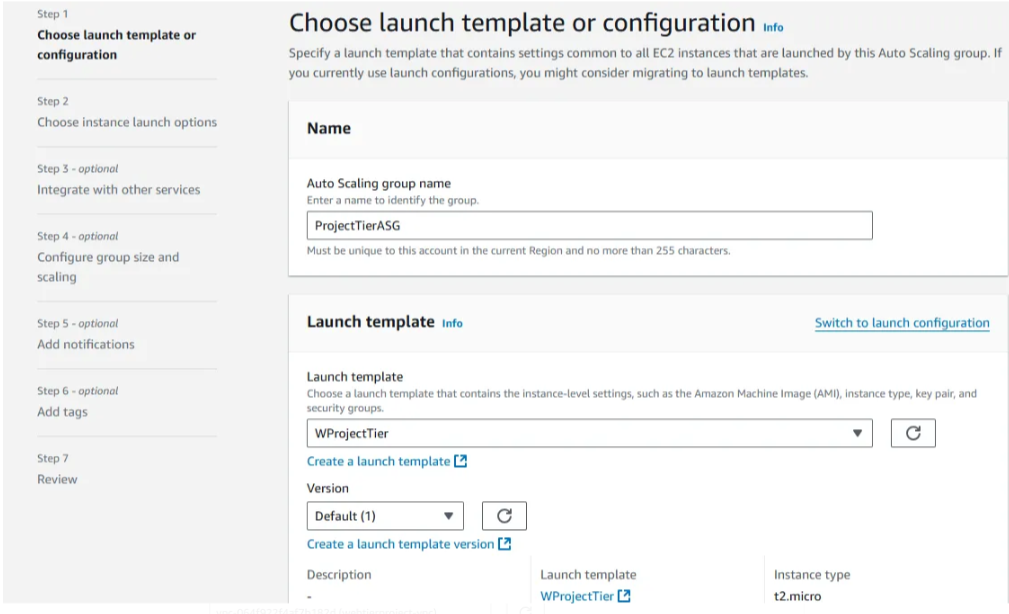 Step 1
Choose launch template or
configuration
Step 2
Choose instance launch options
Step 3 - optional
Integrate with other services
Step 4 - optional
Configure group size and
scaling
Step 5 - optional
Add notifications
Step 6 - optional
Add tags
Step 7
Review
Choose launch template or configuration Info
Specify a launch template that contains settings common to all EC2 instances that are launched by this Auto Scaling group. If
you currently use launch configurations, you might consider migrating to launch templates.
Name
Auto Scaling group name
Enter a name to identify the group.
ProjectTierASG
Must be unique to this account in the current Region and no more than 255 characters.
Launch template Info
Switch to launch configuration
Launch template
Choose a launch template that contains the instance-level settings, such as the Amazon Machine Image (AMI), instance type, key pair, and
security groups.
WProjectTier
Create a launch template
Version
Default (1)
Create a launch template version
Description Launch template Instance type
- WProjectTier t2.micro